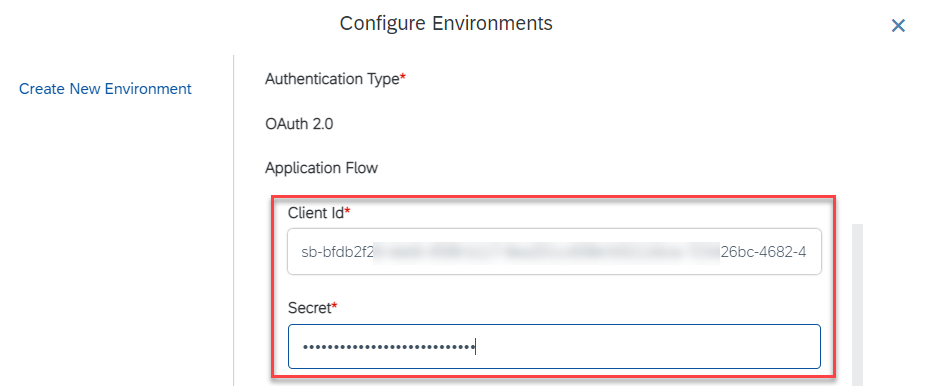 Configure Environments
Create New Environment
Authentication Type*
OAuth 2.0
Application Flow
Client Id*
sb-bfdb2f2 26bc-4682-4
Secret*
••••••••••••••••••••••••••••